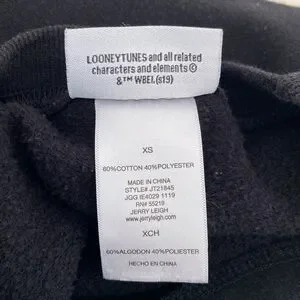 LOONEYTUNES and all related
characters and elements ©
&™ WBEI.(s19)
XS
60%COTTON 40%POLYESTER
MADE IN CHINA
STYLE# JT21845
JGG IE4029 1119
RN# 55219
JERRY LEIGH
www.jerryleigh.com
XCH
60%ALGODON 40%POLIESTER
HECHO EN CHINA